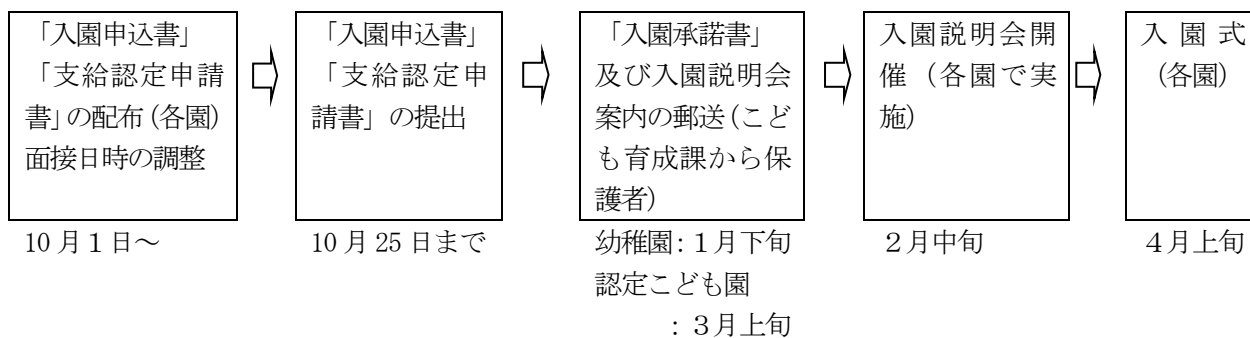 「入園申込書」
「支給認定申請
書」の配布(各園)
面接日時の調整
10月1日～
「入園申込書」
「支給認定申
請書」の提出
10月25日まで
「入園承諾書」
及び入園説明会
案内の郵送(こど
も育成課から保
護者)
幼稚園:1月下旬
認定こども園
:3月上旬
入園説明会開
催(各園で実
施)
2月中旬
入園式
(各園)
4月上旬